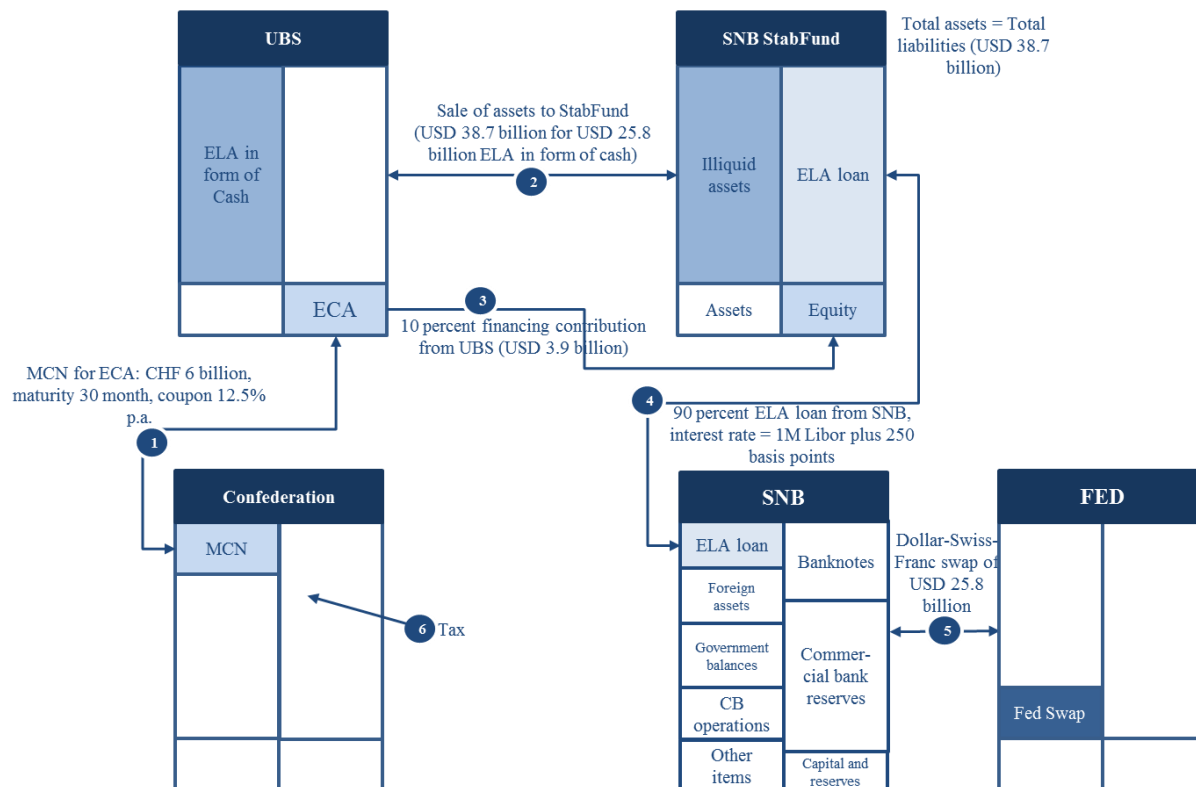 UBS
SNB StabFund
Total assets = Total
liabilities (USD 38.7
billion)
Sale of assets to StabFund
(USD 38.7 billion for USD 25.8
billion ELA in form of cash)
2
ELA in
form of
Cash
Illiquid
assets
ELA loan
ECA
3
10 percent financing contribution
from UBS (USD 3.9 billion)
Assets
Equity
MCN for ECA: CHF 6 billion,
maturity 30 month, coupon 12.5%
p.a.
1
4
90 percent ELA loan from SNB,
interest rate = 1M Libor plus 250
basis points
Confederation
MCN
6
Tax
SNB
ELA loan
Foreign
assets
Government
balances
CB
operations
Other
items
Banknotes
Commer-
cial bank
reserves
Capital and
reserves
Dollar-Swiss-
Franc swap of
USD 25.8
billion
5
FED
Fed Swap